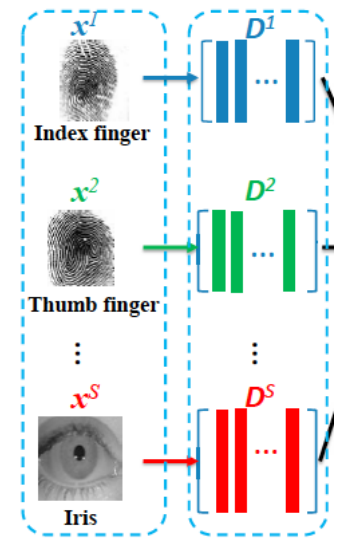 x¹ D¹
...
Index finger
x² D²
...
Thumb finger
⋮ ⋮
xˢ Dˢ
...
Iris